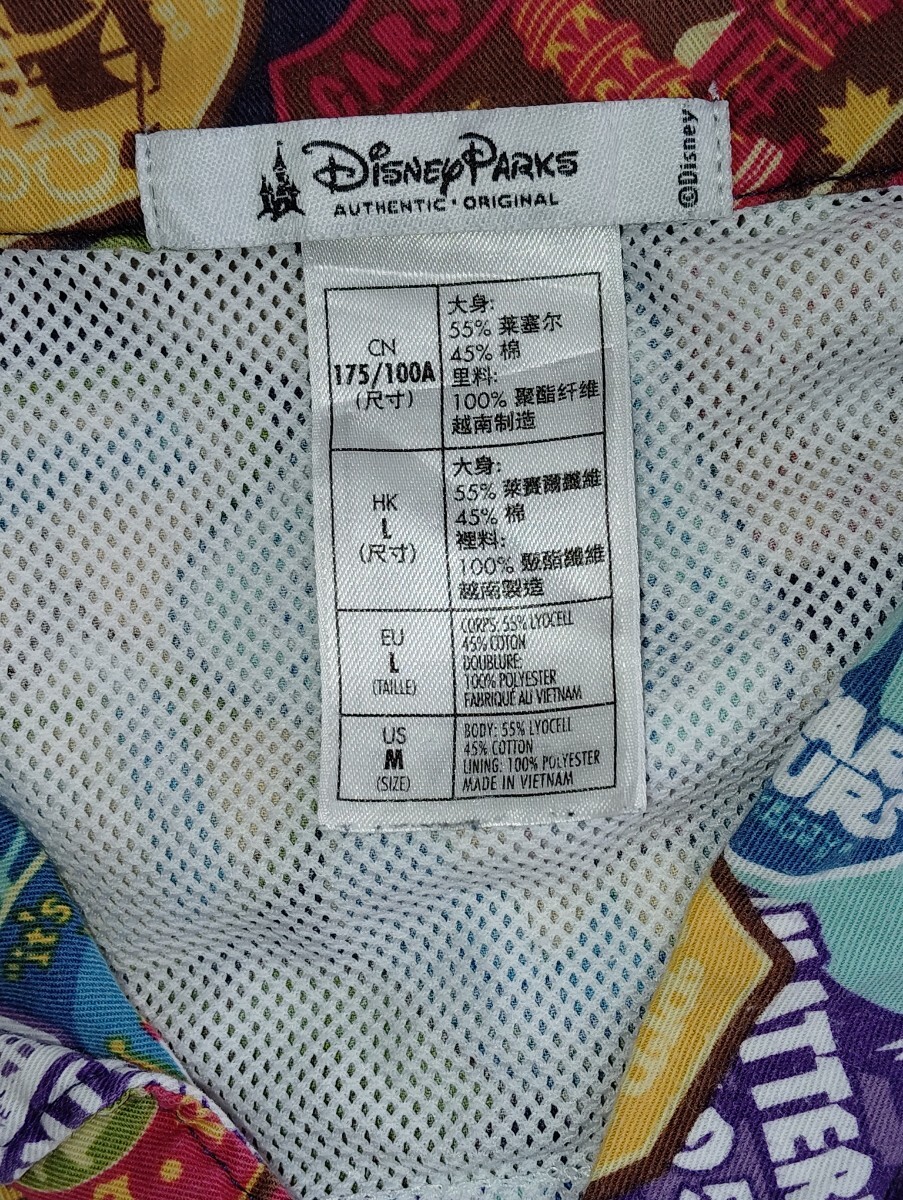 CARS
DISNEY PARKS
AUTHENTIC • ORIGINAL
©Disney
CN
175/100A
(尺寸)
大身:
55% 莱塞尔
45% 棉
里料:
100% 聚酯纤维
越南制造
HK
L
(尺寸)
大身:
55% 萊賽爾纖維
45% 棉
裡料:
100% 聚酯纖維
越南製造
EU
L
(TAILLE)
CORPS: 55% LYOCELL
45% COTON
DOUBLURE:
100% POLYESTER
FABRIQUÉ AU VIETNAM
US
M
(SIZE)
BODY: 55% LYOCELL
45% COTTON
LINING: 100% POLYESTER
MADE IN VIETNAM